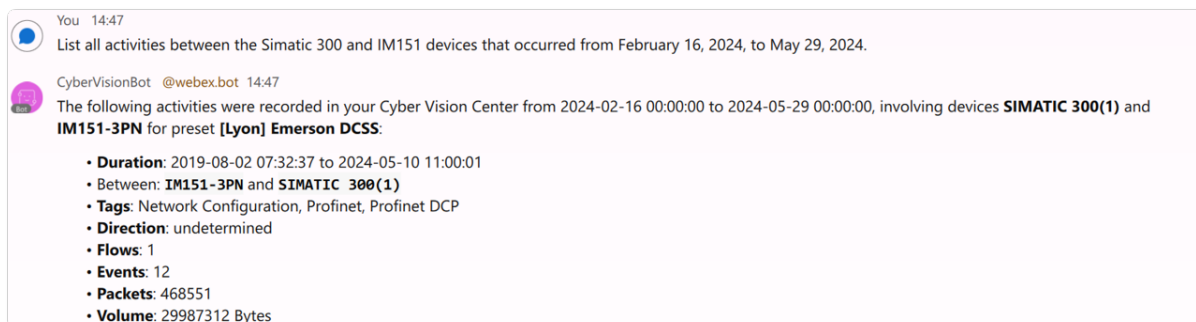 You 14:47
List all activities between the Simatic 300 and IM151 devices that occurred from February 16, 2024, to May 29, 2024.
CyberVisionBot @webex.bot 14:47
Bot
The following activities were recorded in your Cyber Vision Center from 2024-02-16 00:00:00 to 2024-05-29 00:00:00, involving devices SIMATIC 300(1) and
IM151-3PN for preset [Lyon] Emerson DCSS:
• Duration: 2019-08-02 07:32:37 to 2024-05-10 11:00:01
• Between: IM151-3PN and SIMATIC 300(1)
• Tags: Network Configuration, Profinet, Profinet DCP
• Direction: undetermined
• Flows: 1
• Events: 12
• Packets: 468551
• Volume: 29987312 Bytes